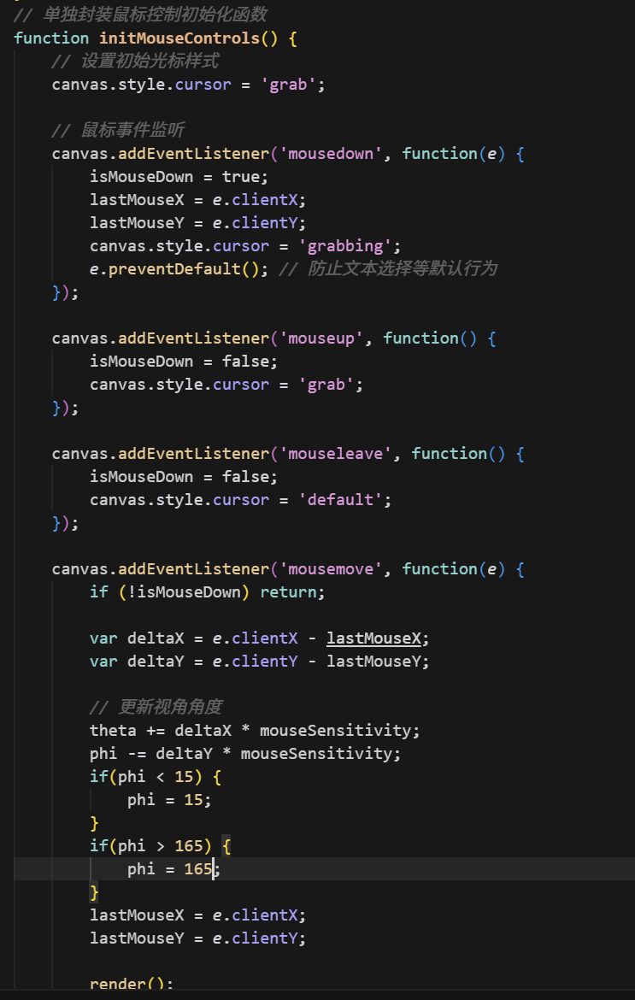 // 单独封装鼠标控制初始化函数
function initMouseControls() {
// 设置初始光标样式
canvas.style.cursor = 'grab';
// 鼠标事件监听
canvas.addEventListener('mousedown', function(e) {
isMouseDown = true;
lastMouseX = e.clientX;
lastMouseY = e.clientY;
canvas.style.cursor = 'grabbing';
e.preventDefault(); // 防止文本选择等默认行为
});
canvas.addEventListener('mouseup', function() {
isMouseDown = false;
canvas.style.cursor = 'grab';
});
canvas.addEventListener('mouseleave', function() {
isMouseDown = false;
canvas.style.cursor = 'default';
});
canvas.addEventListener('mousemove', function(e) {
if (!isMouseDown) return;
var deltaX = e.clientX - lastMouseX;
var deltaY = e.clientY - lastMouseY;
// 更新视角角度
theta += deltaX * mouseSensitivity;
phi -= deltaY * mouseSensitivity;
if(phi < 15) {
phi = 15;
}
if(phi > 165) {
phi = 165;
}
lastMouseX = e.clientX;
lastMouseY = e.clientY;
render();